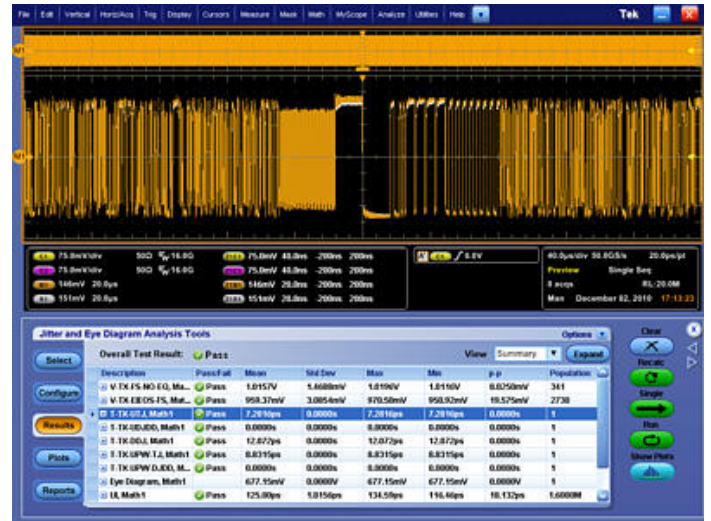 File Edit Vertical Horiz/Acq Trig Display Cursors Measure Mask Math MyScope Analyze Utilities Help Tek
75.0mV/div 50Ω 16.0G 75.0mV 40.0ns -200ns 200ns 0.0V 40.0µs/div 50.0GS/s 20.0ps/pt
75.0mV/div 50Ω 16.0G 75.0mV 40.0ns -200ns 200ns Preview Single Seq
146mV 20.0µs 146mV 20.0ns -200ns 200ns 0 acqs RL:20.0M
151mV 20.0µs 151mV 20.0ns -200ns 200ns Man December 02, 2010 17:13:23
Jitter and Eye Diagram Analysis Tools Options Clear
Select Overall Test Result: Pass View Summary Expand
Recalc
Description Pass/Fail Mean Std Dev Max Min p-p Population
V-TX-FS-NO-EQ, Ma... Pass 1.0157V 1.4688mV 1.0196V 1.0116V 8.0250mV 341
Configure V-TX-EIEOS-FS, Mat... Pass 959.37mV 3.0854mV 970.50mV 950.92mV 19.575mV 2730
Single
T-TX-UTJ, Math1 Pass 7.2816ps 0.0000s 7.2816ps 7.2816ps 0.0000s 1
Results T-TX-UDJDD, Math1 Pass 0.0000s 0.0000s 0.0000s 0.0000s 0.0000s 1
T-TX-DDJ, Math1 Pass 12.072ps 0.0000s 12.072ps 12.072ps 0.0000s 1
Run
Plots T-TX-UPW-TJ, Math1 Pass 8.8315ps 0.0000s 8.8315ps 8.8315ps 0.0000s 1
Show Plots
T-TX-UPW-DJDD, M... Pass 0.0000s 0.0000s 0.0000s 0.0000s 0.0000s 1
Reports Eye Diagram, Math1 Pass 677.15mV 0.0000V 677.15mV 677.15mV 0.0000V 1
UI, Math1 Pass 125.00ps 1.0156ps 134.59ps 116.46ps 18.132ps 1.6000M